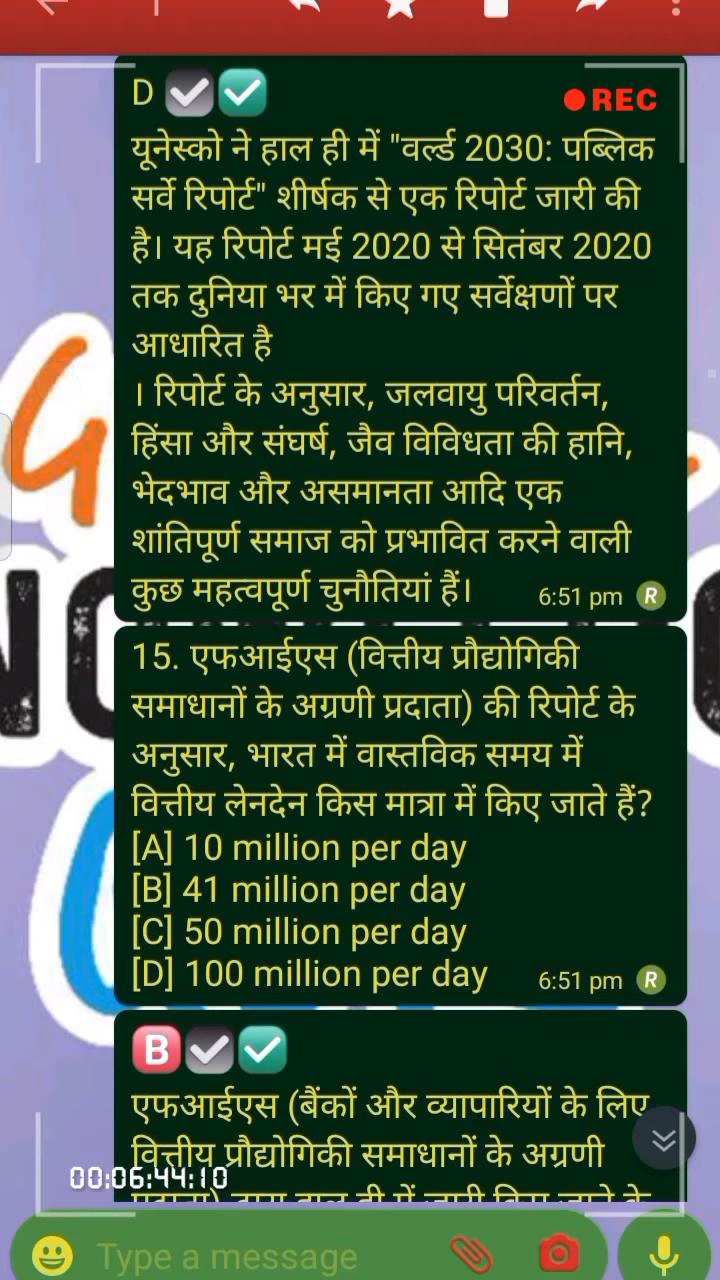 D
REC
यूनेस्को ने हाल ही में "वर्ल्ड 2030: पब्लिक
सर्वे रिपोर्ट" शीर्षक से एक रिपोर्ट जारी की
है। यह रिपोर्ट मई 2020 से सितंबर 2020
तक दुनिया भर में किए गए सर्वेक्षणों पर
आधारित है
। रिपोर्ट के अनुसार, जलवायु परिवर्तन,
हिंसा और संघर्ष, जैव विविधता की हानि,
भेदभाव और असमानता आदि एक
शांतिपूर्ण समाज को प्रभावित करने वाली
कुछ महत्वपूर्ण चुनौतियां हैं।
6:51 pm R
15. एफआईएस (वित्तीय प्रौद्योगिकी
समाधानों के अग्रणी प्रदाता) की रिपोर्ट के
अनुसार, भारत में वास्तविक समय में
वित्तीय लेनदेन किस मात्रा में किए जाते हैं?
[A] 10 million per day
[B] 41 million per day
[C] 50 million per day
[D] 100 million per day
6:51 pm R
B
एफआईएस (बैंकों और व्यापारियों के लिए
वित्तीय प्रौद्योगिकी समाधानों के अग्रणी
00:06:44:10
Type a message